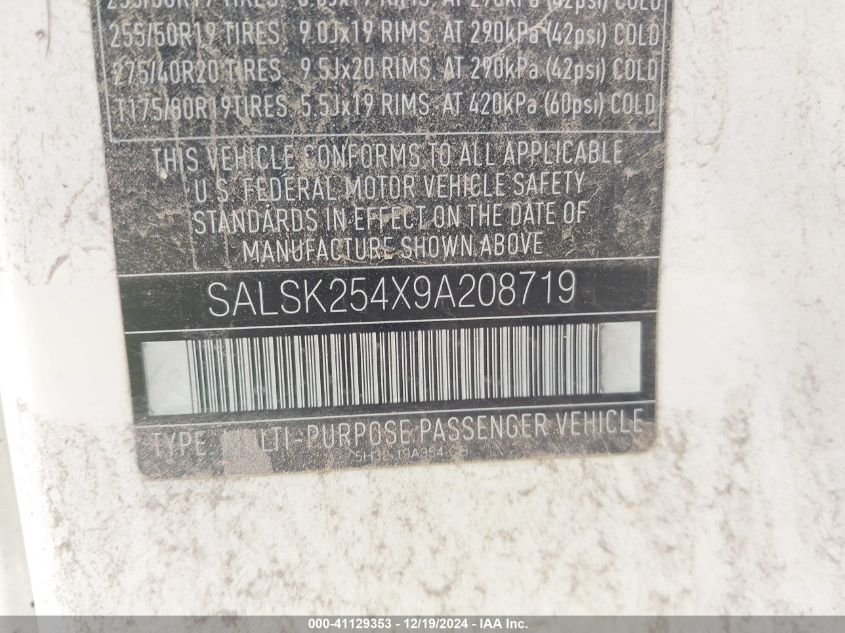 255/50R19 TIRES. 9.0Jx19 RIMS. AT 290kPa (42psi) COLD
275/40R20 TIRES. 9.5Jx20 RIMS. AT 290kPa (42psi) COLD
T175/80R19TIRES. 5.5Jx19 RIMS. AT 420kPa (60psi) COLD
THIS VEHICLE CONFORMS TO ALL APPLICABLE
U.S. FEDERAL MOTOR VEHICLE SAFETY
STANDARDS IN EFFECT ON THE DATE OF
MANUFACTURE SHOWN ABOVE
SALSK254X9A208719
TYPE MULTI-PURPOSE PASSENGER VEHICLE
000-41129353 - 12/19/2024 - IAA Inc.